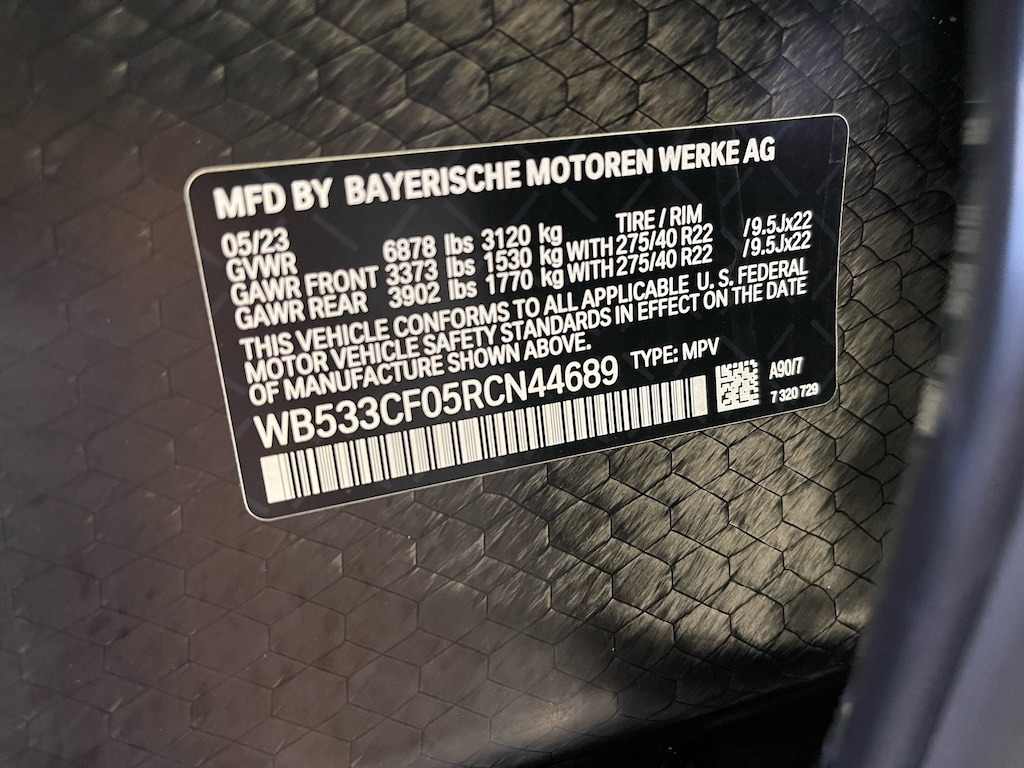 MFD BY BAYERISCHE MOTOREN WERKE AG
05/23 TIRE / RIM
GVWR 6878 lbs 3120 kg
GAWR FRONT 3373 lbs 1530 kg WITH 275/40 R22 /9.5Jx22
GAWR REAR 3902 lbs 1770 kg WITH 275/40 R22 /9.5Jx22
THIS VEHICLE CONFORMS TO ALL APPLICABLE U. S. FEDERAL
MOTOR VEHICLE SAFETY STANDARDS IN EFFECT ON THE DATE
OF MANUFACTURE SHOWN ABOVE.
WB533CF05RCN44689 TYPE: MPV
A90/7
7 320 729